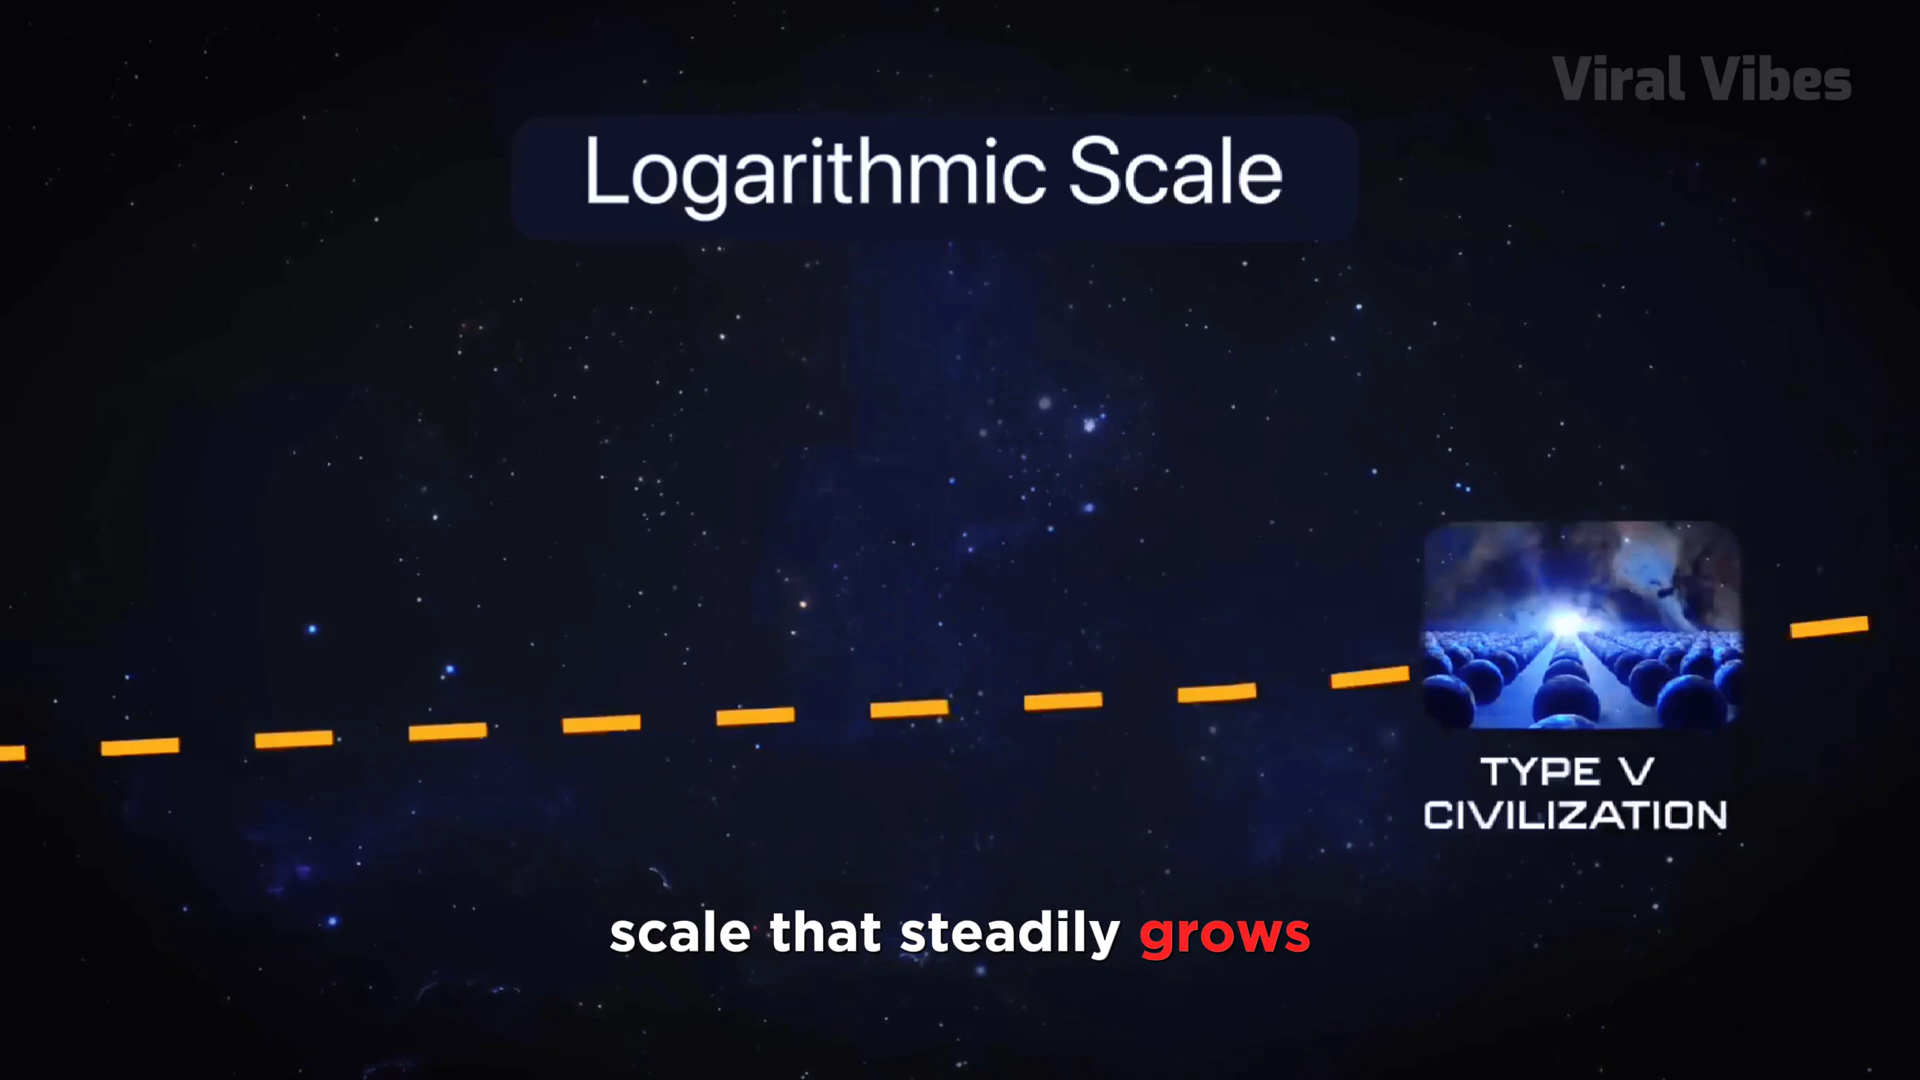 Viral Vibes
Logarithmic Scale
TYPE V
CIVILIZATION
scale that steadily grows